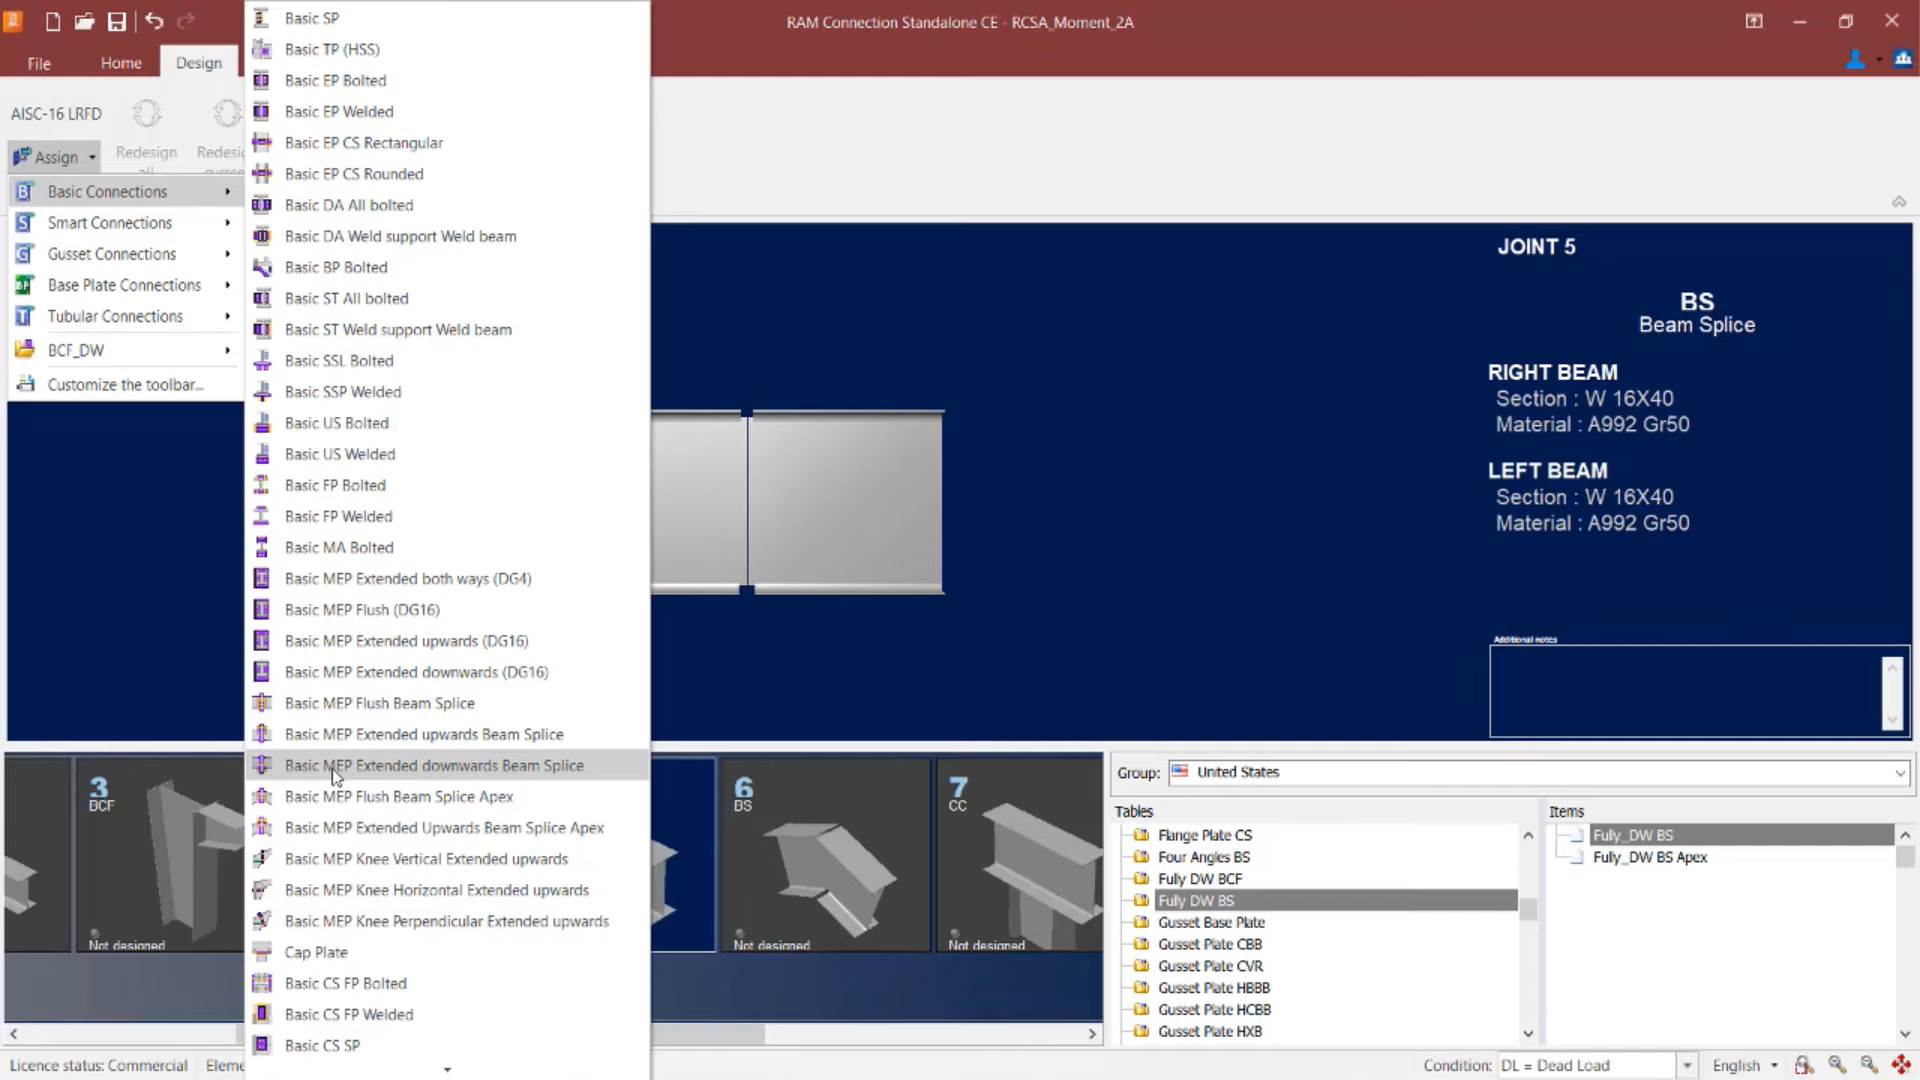 RAM Connection Standalone CE - RCSA_Moment_2A
File
Home
Design
AISC-16 LRFD
Assign
Redesign
all
Redesig
Basic Connections
Smart Connections
Gusset Connections
Base Plate Connections
Tubular Connections
BCF_DW
Customize the toolbar...
Basic SP
Basic TP (HSS)
Basic EP Bolted
Basic EP Welded
Basic EP CS Rectangular
Basic EP CS Rounded
Basic DA All bolted
Basic DA Weld support Weld beam
Basic BP Bolted
Basic ST All bolted
Basic ST Weld support Weld beam
Basic SSL Bolted
Basic SSP Welded
Basic US Bolted
Basic US Welded
Basic FP Bolted
Basic FP Welded
Basic MA Bolted
Basic MEP Extended both ways (DG4)
Basic MEP Flush (DG16)
Basic MEP Extended upwards (DG16)
Basic MEP Extended downwards (DG16)
Basic MEP Flush Beam Splice
Basic MEP Extended upwards Beam Splice
Basic MEP Extended downwards Beam Splice
Basic MEP Flush Beam Splice Apex
Basic MEP Extended Upwards Beam Splice Apex
Basic MEP Knee Vertical Extended upwards
Basic MEP Knee Horizontal Extended upwards
Basic MEP Knee Perpendicular Extended upwards
Cap Plate
Basic CS FP Bolted
Basic CS FP Welded
Basic CS SP
JOINT 5
BS
Beam Splice
RIGHT BEAM
Section : W 16X40
Material : A992 Gr50
LEFT BEAM
Section : W 16X40
Material : A992 Gr50
Additional notes
3
BCF
Not designed
6
BS
Not designed
7
CC
Not designed
Group: United States
Tables
Flange Plate CS
Four Angles BS
Fully DW BCF
Fully DW BS
Gusset Base Plate
Gusset Plate CBB
Gusset Plate CVR
Gusset Plate HBBB
Gusset Plate HCBB
Gusset Plate HXB
Items
Fully_DW BS
Fully_DW BS Apex
Licence status: Commercial
Eleme
Condition: DL = Dead Load
English